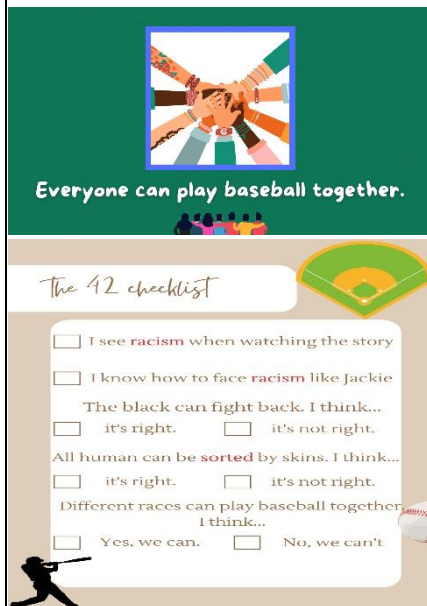 Everyone can play baseball together.
The 42 checklist
I see racism when watching the story
I know how to face racism like Jackie
The black can fight back. I think...
it's right. it's not right.
All human can be sorted by skins. I think...
it's right. it's not right.
Different races can play baseball together.
I think...
Yes, we can. No, we can't